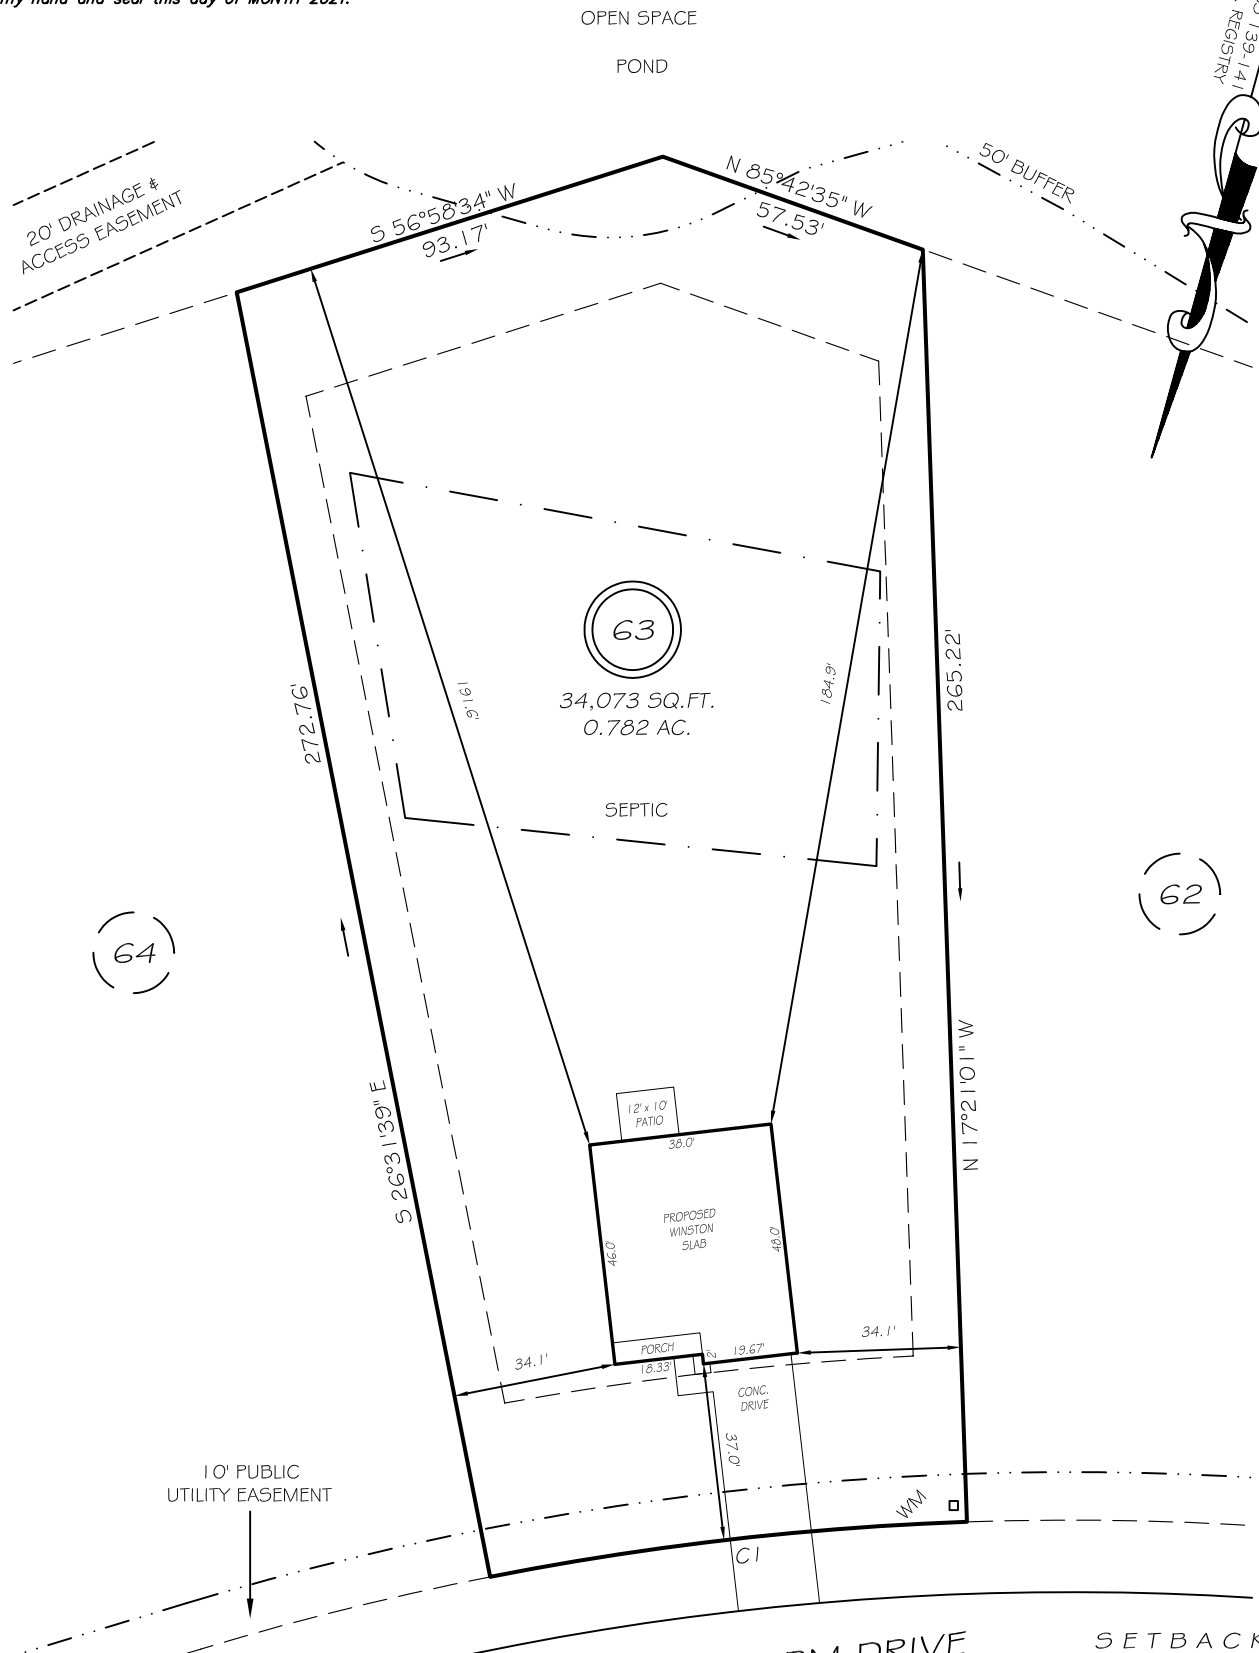 my hand and seal this day of MONTH 2021.
OPEN SPACE
POND
139-141
REGISTRY
20' DRAINAGE &
ACCESS EASEMENT
S 56°58'34" W
93.17'
N 85°42'35" W
57.53'
50' BUFFER
63
34,073 SQ.FT.
0.782 AC.
SEPTIC
272.76'
191.6'
184.9'
265.22'
64
62
S 26°31'39" E
N 17°21'01" W
12' x 10'
PATIO
38.0'
PROPOSED
WINSTON
SLAB
46.0'
48.0'
PORCH
2'
19.67'
18.33'
34.1'
34.1'
CONC.
DRIVE
37.0'
10' PUBLIC
UTILITY EASEMENT
WM
C1
DRIVE
SETBACK